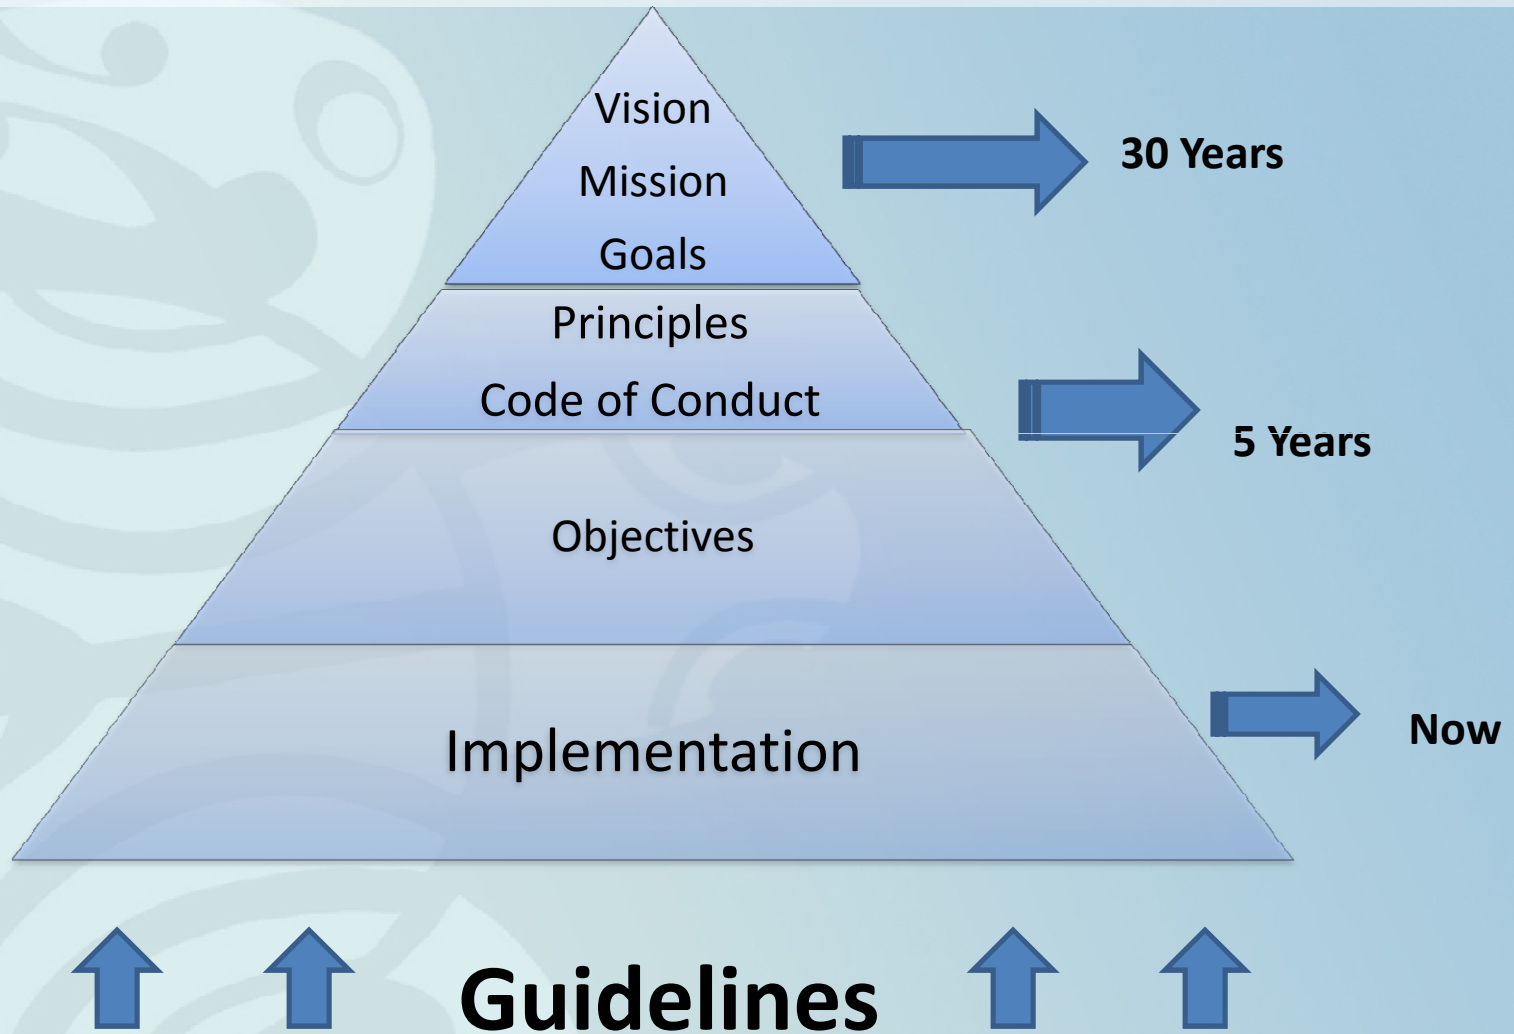 Vision
Mission
Goals
30 Years
Principles
Code of Conduct
5 Years
Objectives
Implementation
Now
Guidelines